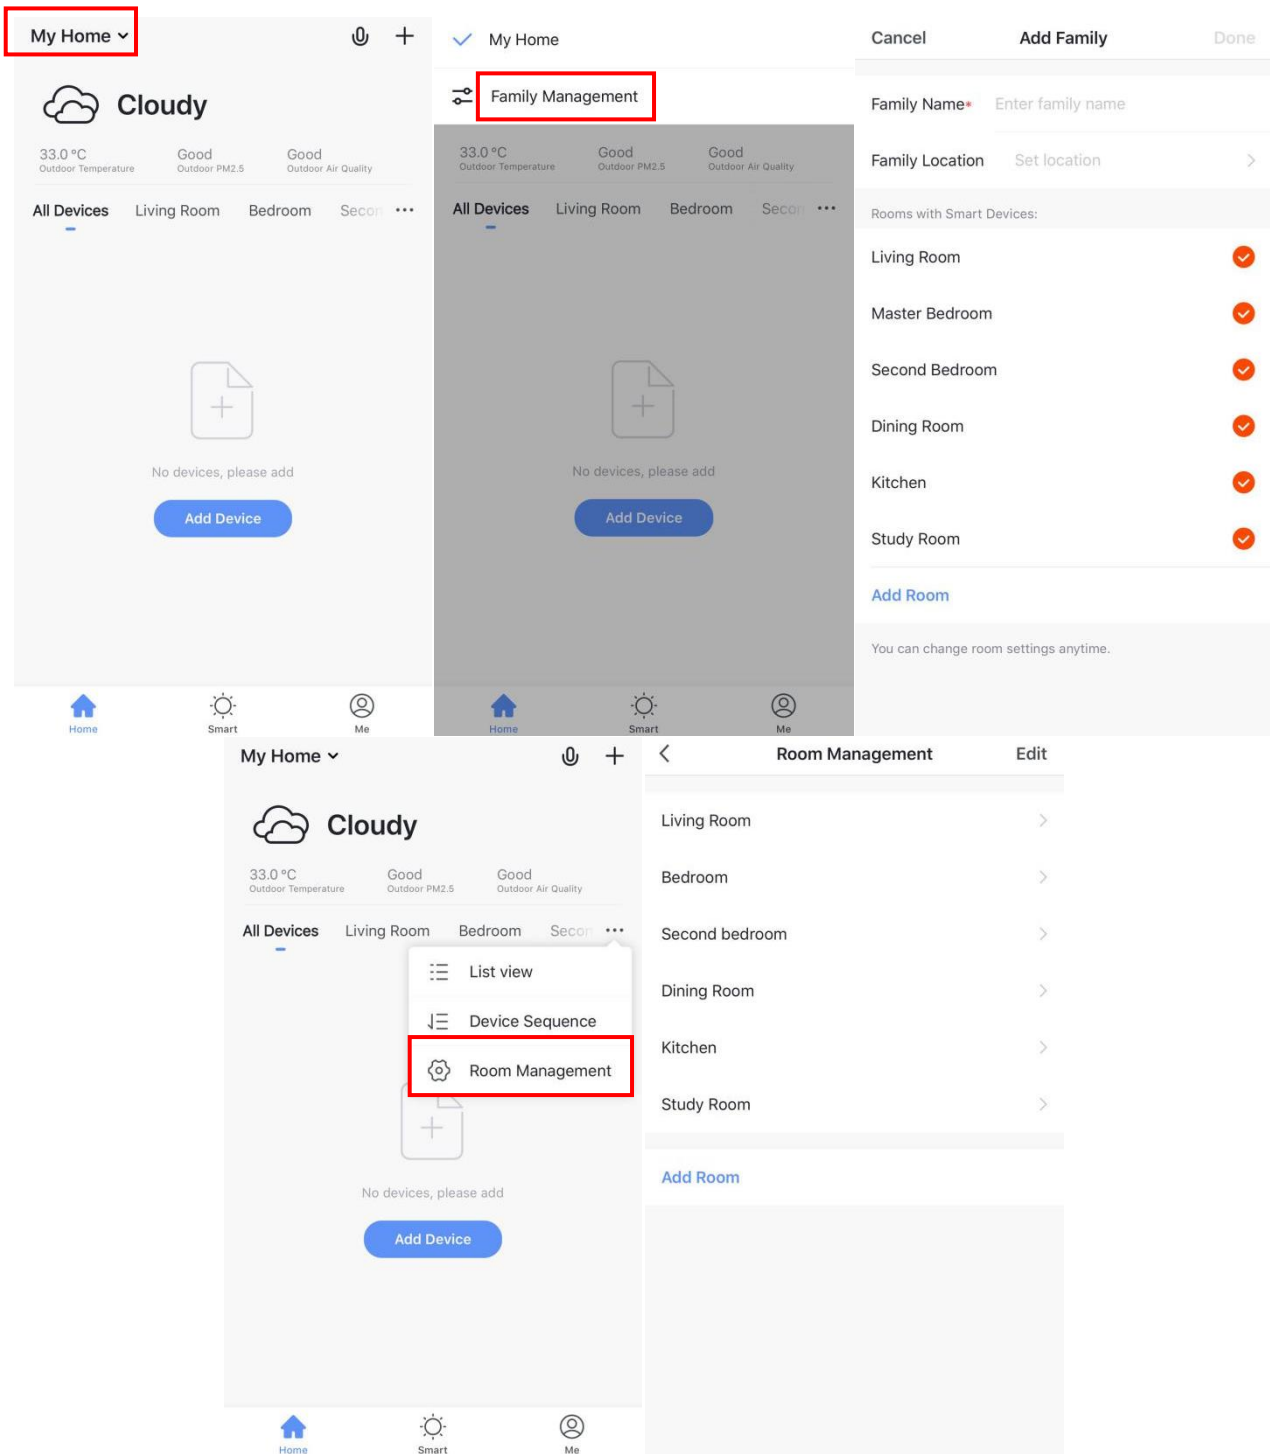 My Home
Cloudy
33.0 °C Good Good
Outdoor Temperature Outdoor PM2.5 Outdoor Air Quality
All Devices Living Room Bedroom Secon ···
No devices, please add
Add Device
Home Smart Me
My Home
Family Management
33.0 °C Good Good
Outdoor Temperature Outdoor PM2.5 Outdoor Air Quality
All Devices Living Room Bedroom Secon ···
No devices, please add
Add Device
Home Smart Me
Cancel Add Family Done
Family Name* Enter family name
Family Location Set location
Rooms with Smart Devices:
Living Room
Master Bedroom
Second Bedroom
Dining Room
Kitchen
Study Room
Add Room
You can change room settings anytime.
My Home
Cloudy
33.0 °C Good Good
Outdoor Temperature Outdoor PM2.5 Outdoor Air Quality
All Devices Living Room Bedroom Secon ···
List view
Device Sequence
Room Management
No devices, please add
Add Device
Home Smart Me
Room Management Edit
Living Room
Bedroom
Second bedroom
Dining Room
Kitchen
Study Room
Add Room